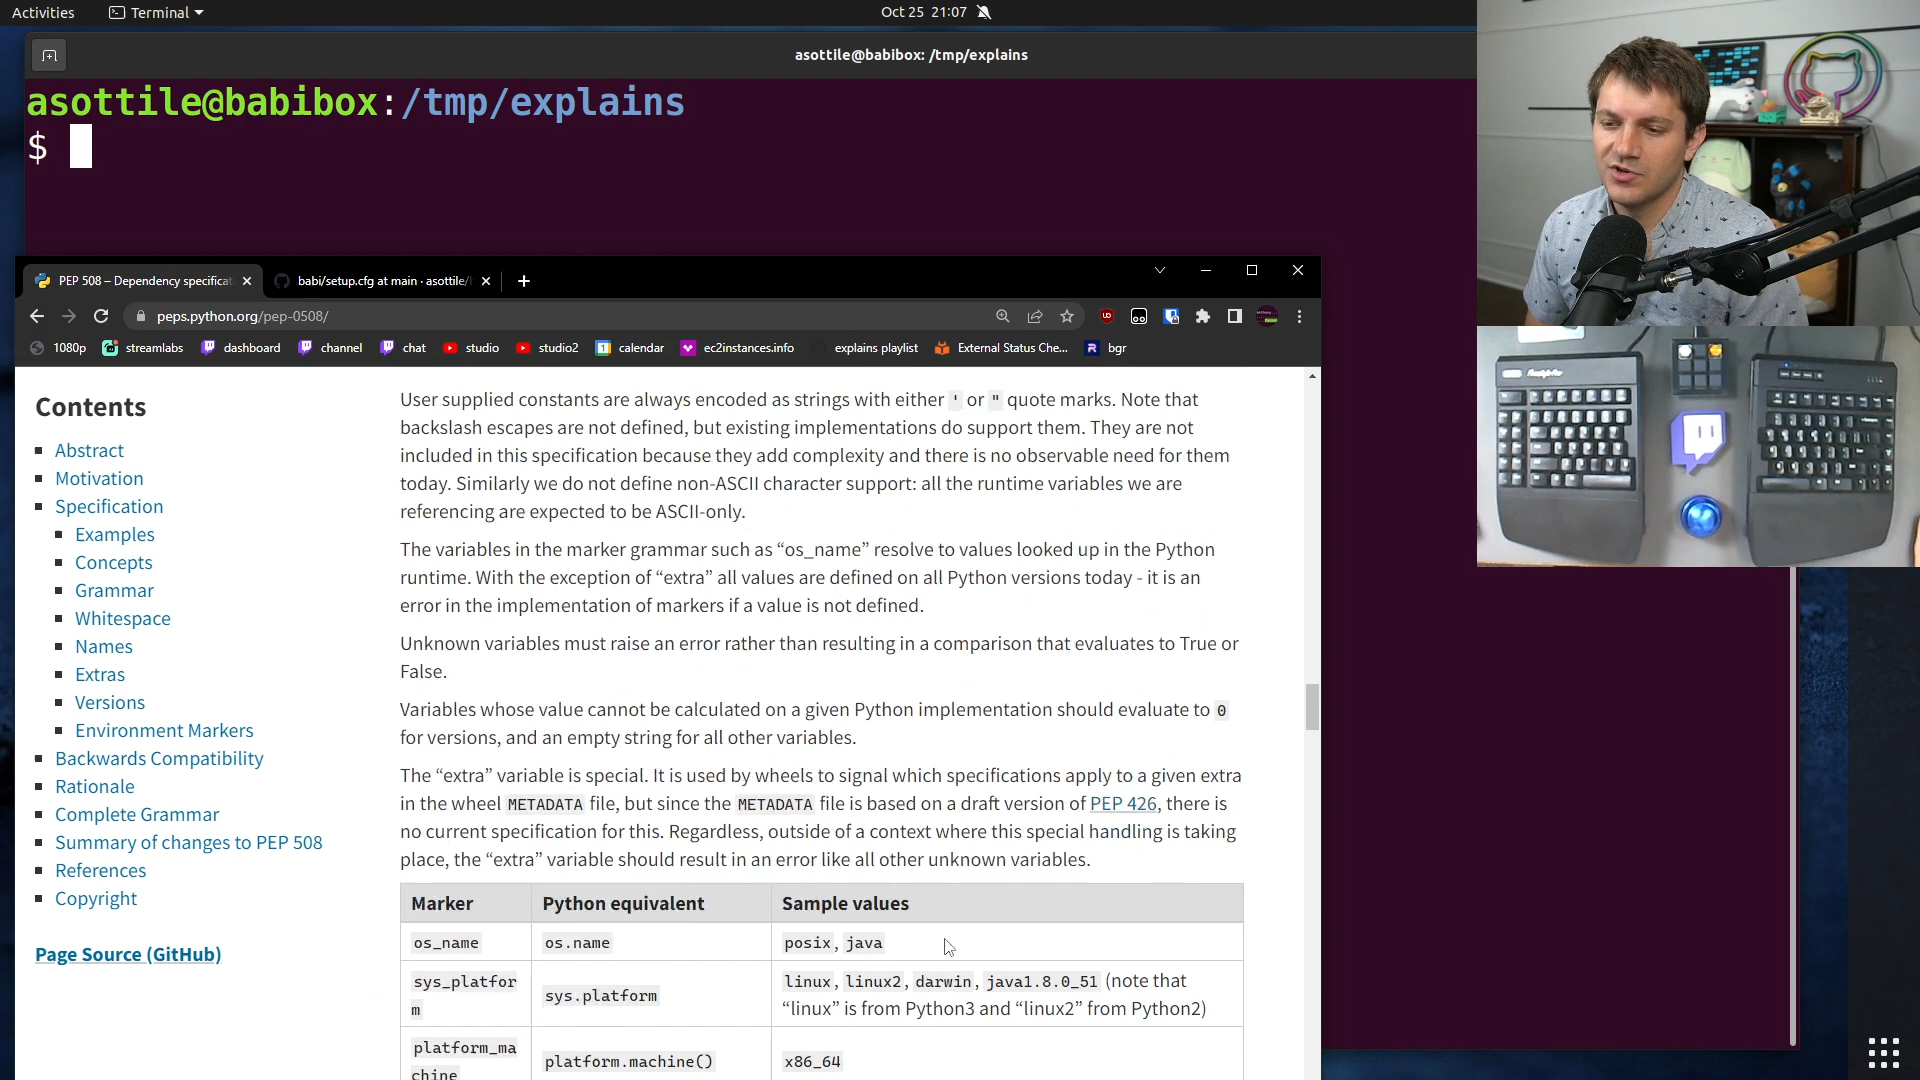 Activities
Terminal
Oct 25 21:07
asottile@babibox: /tmp/explains
asottile@babibox:/tmp/explains
$
PEP 508 – Dependency specificat
babi/setup.cfg at main · asottile/
peps.python.org/pep-0508/
1080p
streamlabs
dashboard
channel
chat
studio
studio2
calendar
ec2instances.info
explains playlist
External Status Che...
bgr
Contents
Abstract
Motivation
Specification
Examples
Concepts
Grammar
Whitespace
Names
Extras
Versions
Environment Markers
Backwards Compatibility
Rationale
Complete Grammar
Summary of changes to PEP 508
References
Copyright
Page Source (GitHub)
User supplied constants are always encoded as strings with either ' or " quote marks. Note that
backslash escapes are not defined, but existing implementations do support them. They are not
included in this specification because they add complexity and there is no observable need for them
today. Similarly we do not define non-ASCII character support: all the runtime variables we are
referencing are expected to be ASCII-only.
The variables in the marker grammar such as “os_name” resolve to values looked up in the Python
runtime. With the exception of “extra” all values are defined on all Python versions today - it is an
error in the implementation of markers if a value is not defined.
Unknown variables must raise an error rather than resulting in a comparison that evaluates to True or
False.
Variables whose value cannot be calculated on a given Python implementation should evaluate to 0
for versions, and an empty string for all other variables.
The “extra” variable is special. It is used by wheels to signal which specifications apply to a given extra
in the wheel METADATA file, but since the METADATA file is based on a draft version of PEP 426, there is
no current specification for this. Regardless, outside of a context where this special handling is taking
place, the “extra” variable should result in an error like all other unknown variables.
Marker Python equivalent Sample values
os_name os.name posix, java
sys_platfor
m
sys.platform
linux, linux2, darwin, java1.8.0_51 (note that
“linux” is from Python3 and “linux2” from Python2)
platform_ma
chine
platform.machine()
x86_64